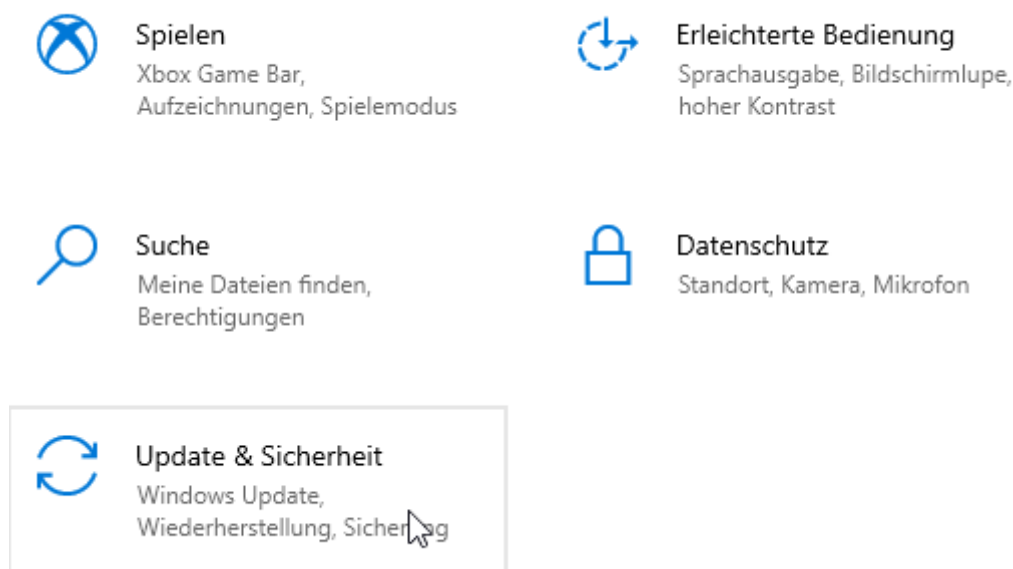 Spielen
Xbox Game Bar,
Aufzeichnungen, Spielemodus
Erleichterte Bedienung
Sprachausgabe, Bildschirmlupe,
hoher Kontrast
Suche
Meine Dateien finden,
Berechtigungen
Datenschutz
Standort, Kamera, Mikrofon
Update & Sicherheit
Windows Update,
Wiederherstellung, Sicherung